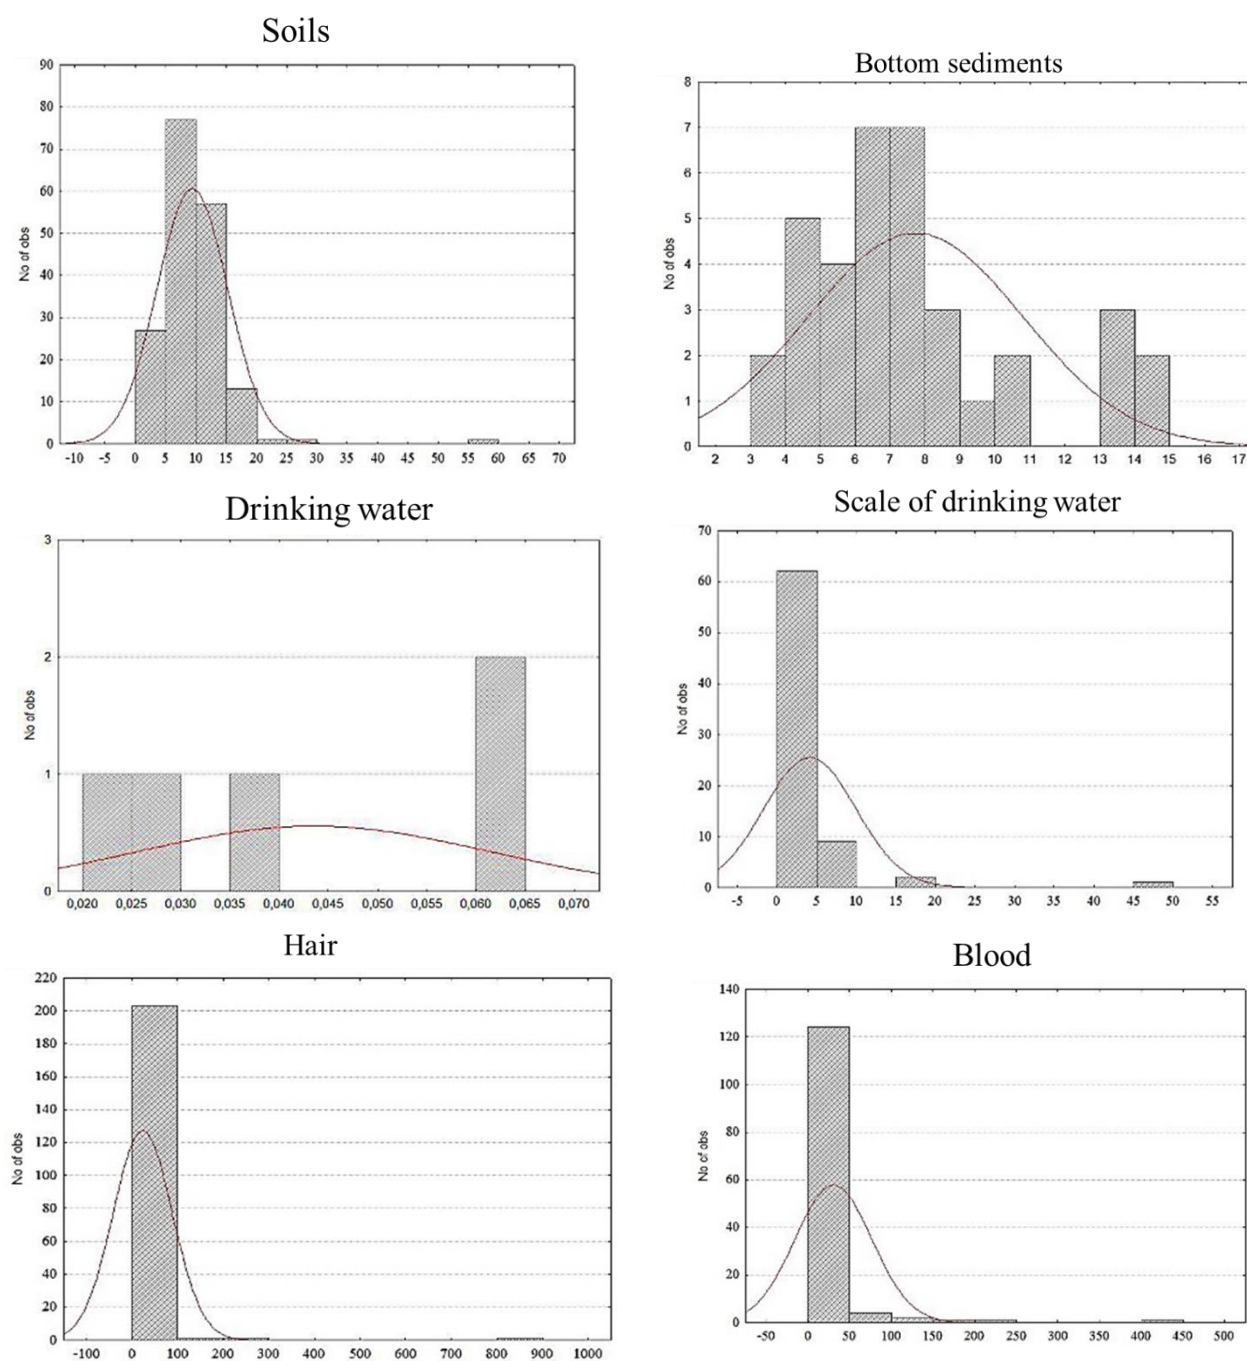 Soils
90
80
70
60
50
40
30
20
10
0
No of obs
-10 -5 0 5 10 15 20 25 30 35 40 45 50 55 60 65 70
Bottom sediments
8
7
6
5
4
3
2
1
0
No of obs
2 3 4 5 6 7 8 9 10 11 12 13 14 15 16 17
Drinking water
3
2
1
0
No of obs
0,020 0,025 0,030 0,035 0,040 0,045 0,050 0,055 0,060 0,065 0,070
Scale of drinking water
70
60
50
40
30
20
10
0
No of obs
-5 0 5 10 15 20 25 30 35 40 45 50 55
Hair
220
200
180
160
140
120
100
80
60
40
20
0
No of obs
-100 0 100 200 300 400 500 600 700 800 900 1000
Blood
140
120
100
80
60
40
20
0
No of obs
-50 0 50 100 150 200 250 300 350 400 450 500